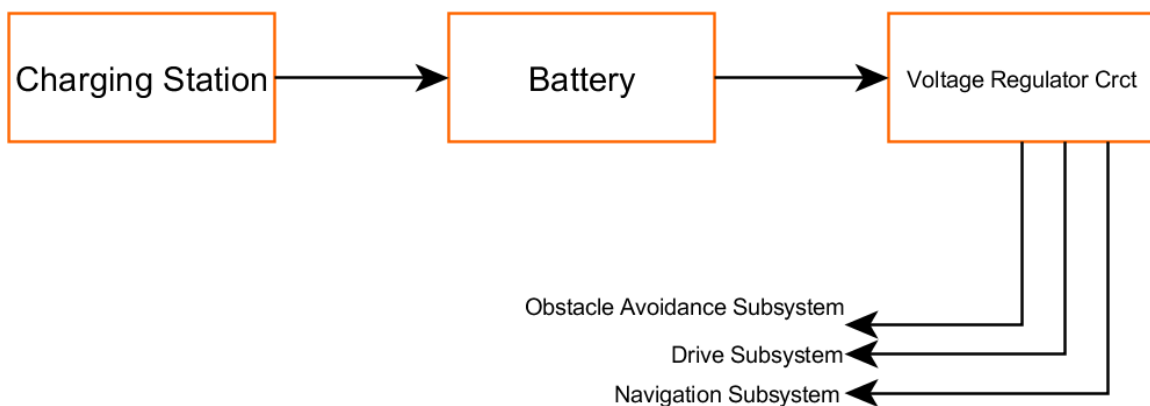 Charging Station
Battery
Voltage Regulator Crct
Obstacle Avoidance Subsystem
Drive Subsystem
Navigation Subsystem